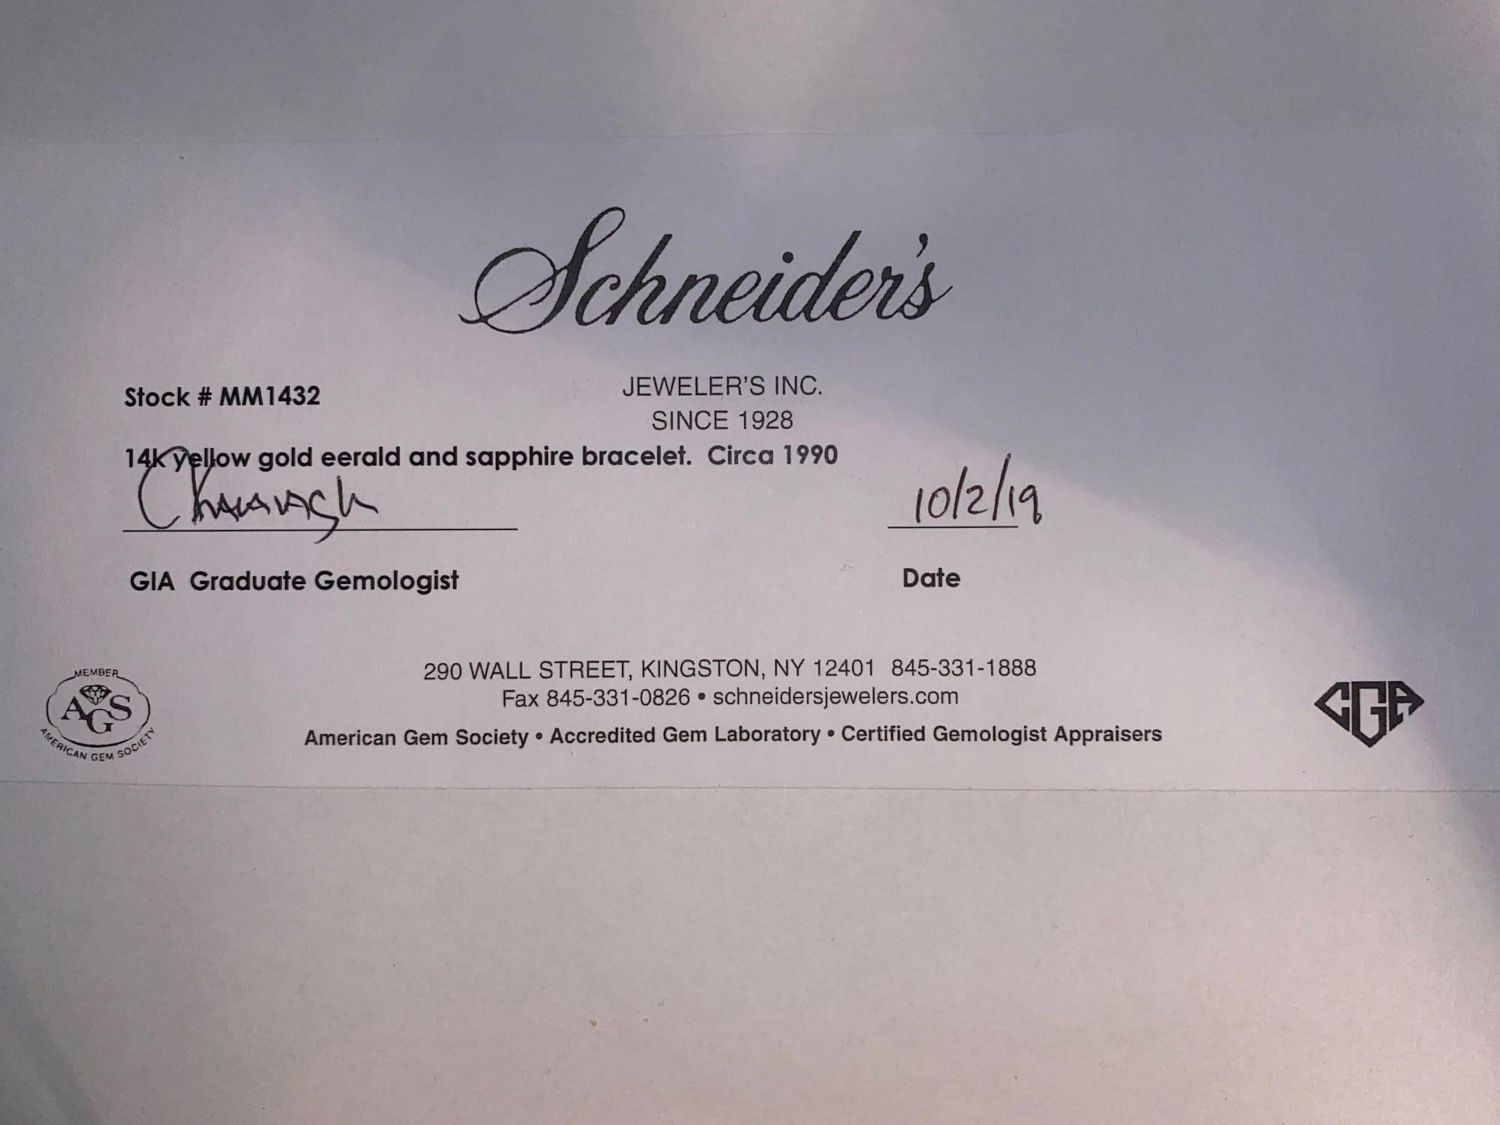 Schneider's
JEWELER'S INC.
SINCE 1928
Stock # MM1432
14k yellow gold eerald and sapphire bracelet. Circa 1990
10/2/19
GIA Graduate Gemologist
Date
290 WALL STREET, KINGSTON, NY 12401 845-331-1888
Fax 845-331-0826 • schneidersjewelers.com
American Gem Society • Accredited Gem Laboratory • Certified Gemologist Appraisers
MEMBER
AGS
AMERICAN GEM SOCIETY
CGA